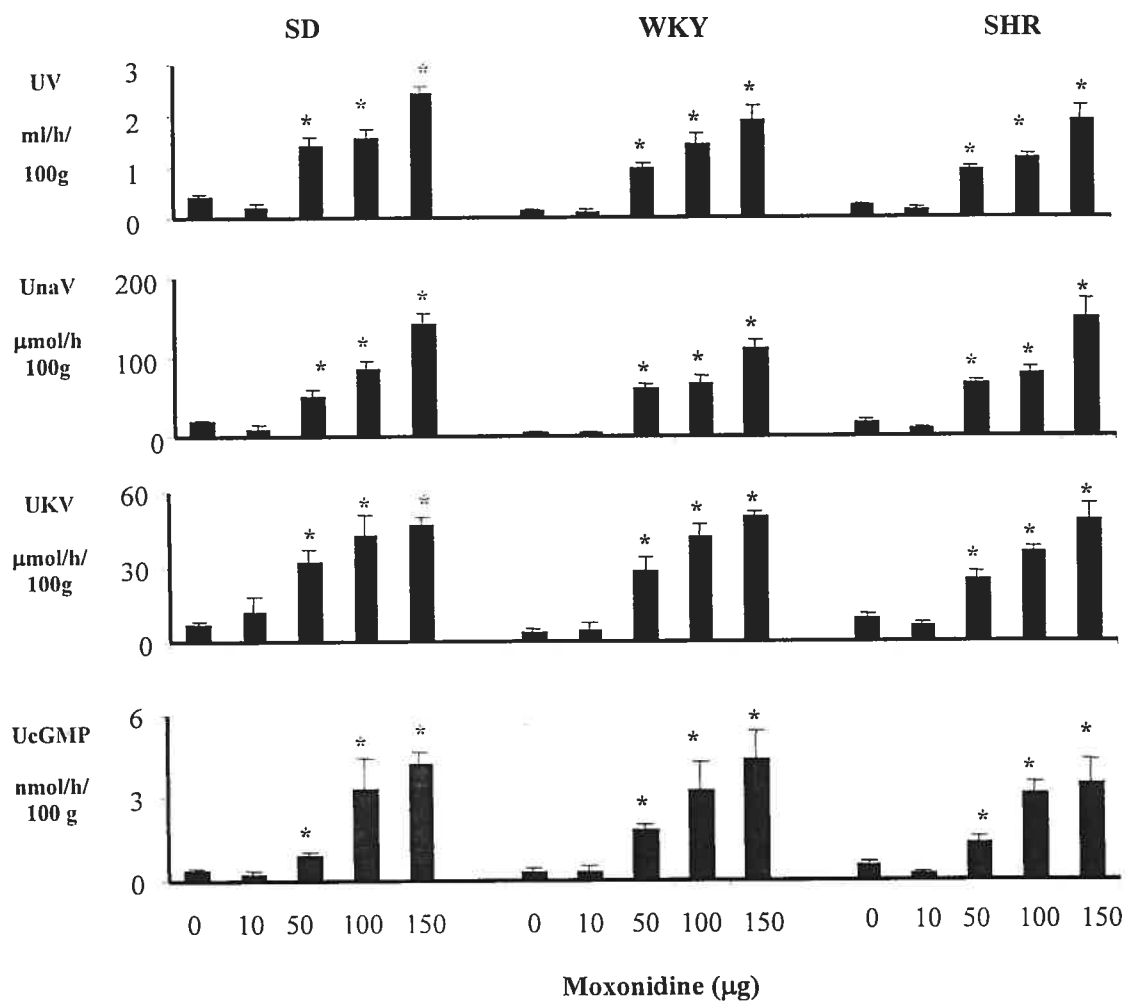 SD WKY SHR
UV
ml/h/
100g
3
2
1
0
* * * * * * * * *
UnaV
μmol/h
100g
200
100
0
* * * * * * * * *
UKV
μmol/h/
100g
60
30
0
* * * * * * * * *
UcGMP
nmol/h/
100 g
6
3
0
* * * * * * * * *
0 10 50 100 150 0 10 50 100 150 0 10 50 100 150
Moxonidine (μg)